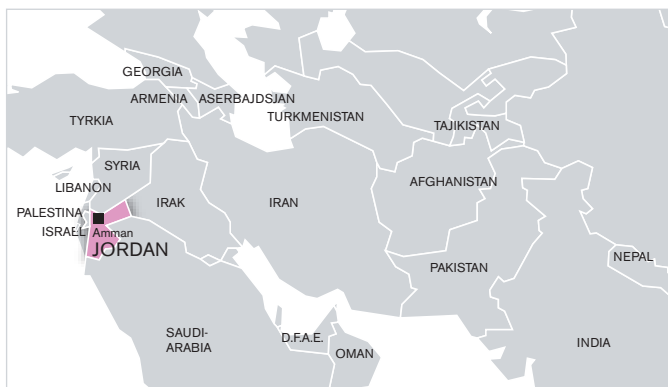 GEORGIA
ARMENIA
ASERBAJDSJAN
TYRKIA
TURKMENISTAN
TAJIKISTAN
SYRIA
AFGHANISTAN
LIBANON
IRAK
IRAN
PALESTINA
ISRAEL
Amman
JORDAN
PAKISTAN
NEPAL
SAUDI-
ARABIA
D.F.A.E.
OMAN
INDIA